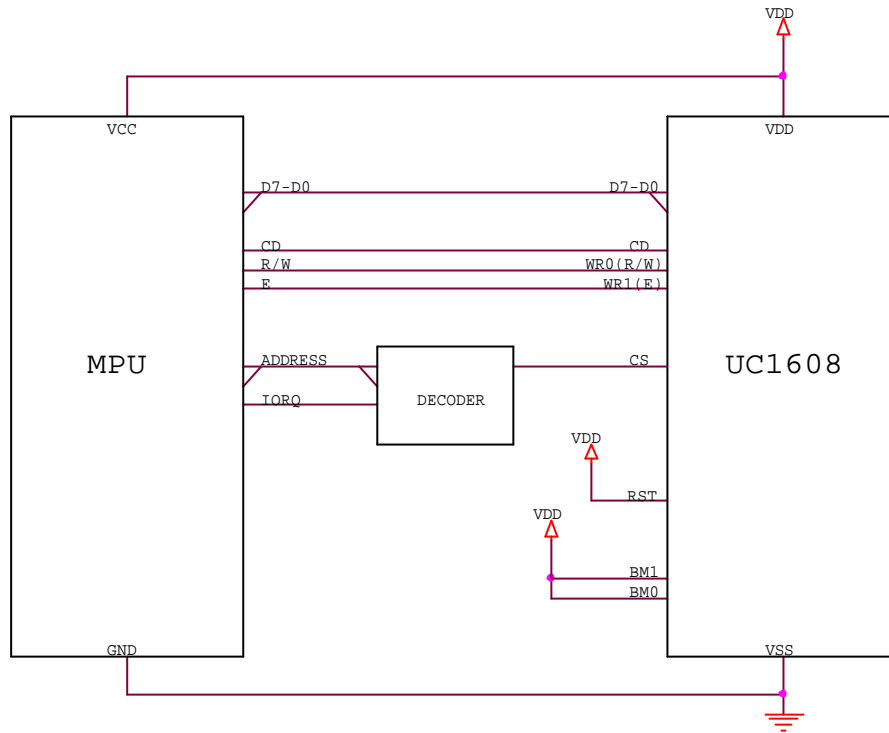 VDD
VCC VDD
D7-D0 D7-D0
CD CD
R/W WR0(R/W)
E WR1(E)
ADDRESS CS
MPU UC1608
IORQ DECODER
VDD
RST
VDD
BM1
BM0
GND VSS